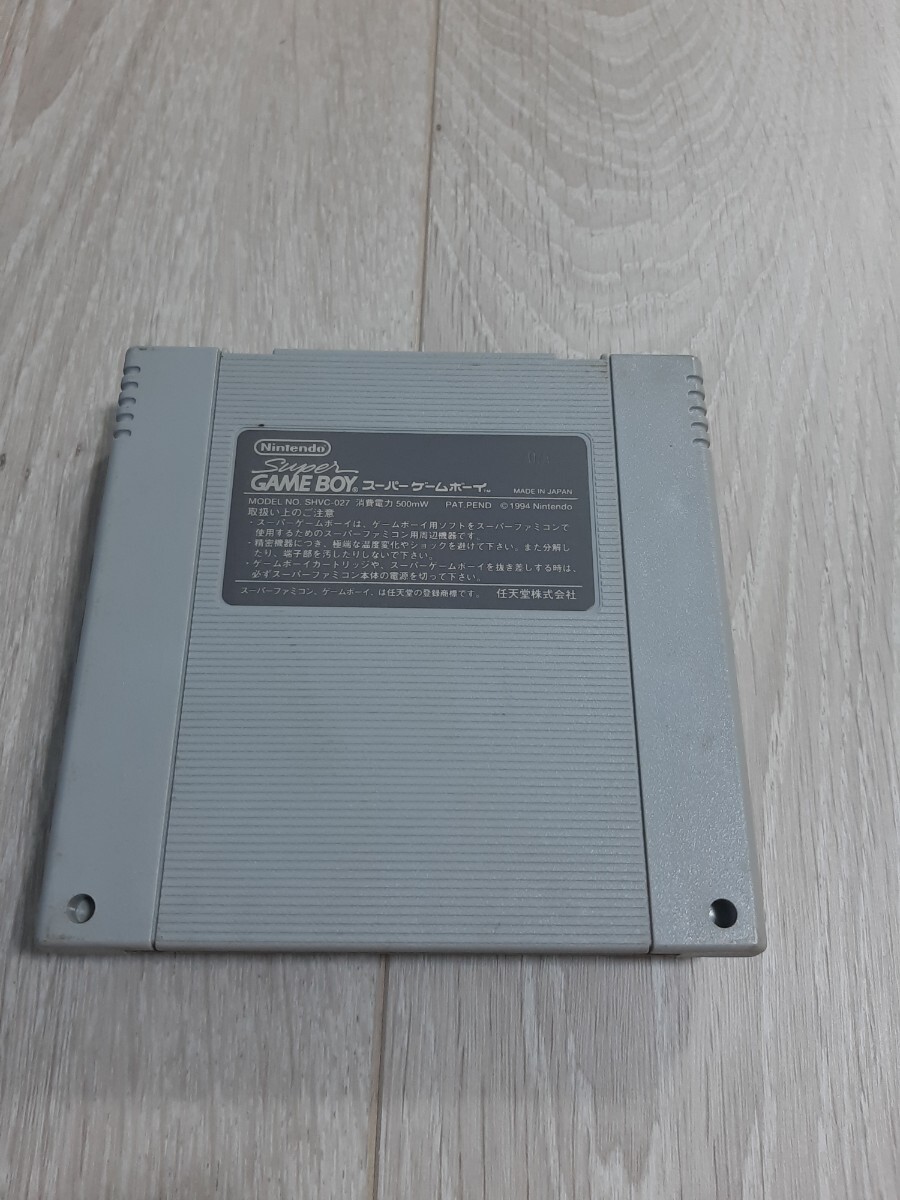 Nintendo
Super
GAME BOY® スーパーゲームボーイ™ MADE IN JAPAN
MODEL NO. SHVC-027 消費電力 500mW PAT. PEND © 1994 Nintendo
取扱い上のご注意
・スーパーゲームボーイは、ゲームボーイ用ソフトをスーパーファミコンで
使用するためのスーパーファミコン用周辺機器です。
・精密機器につき、極端な温度変化やショックを避けて下さい。また分解し
たり、端子部を汚したりしないで下さい。
・ゲームボーイカートリッジや、スーパーゲームボーイを抜き差しする時は、
必ずスーパーファミコン本体の電源を切って下さい。
スーパーファミコン、ゲームボーイ、は任天堂の登録商標です。 任天堂株式会社